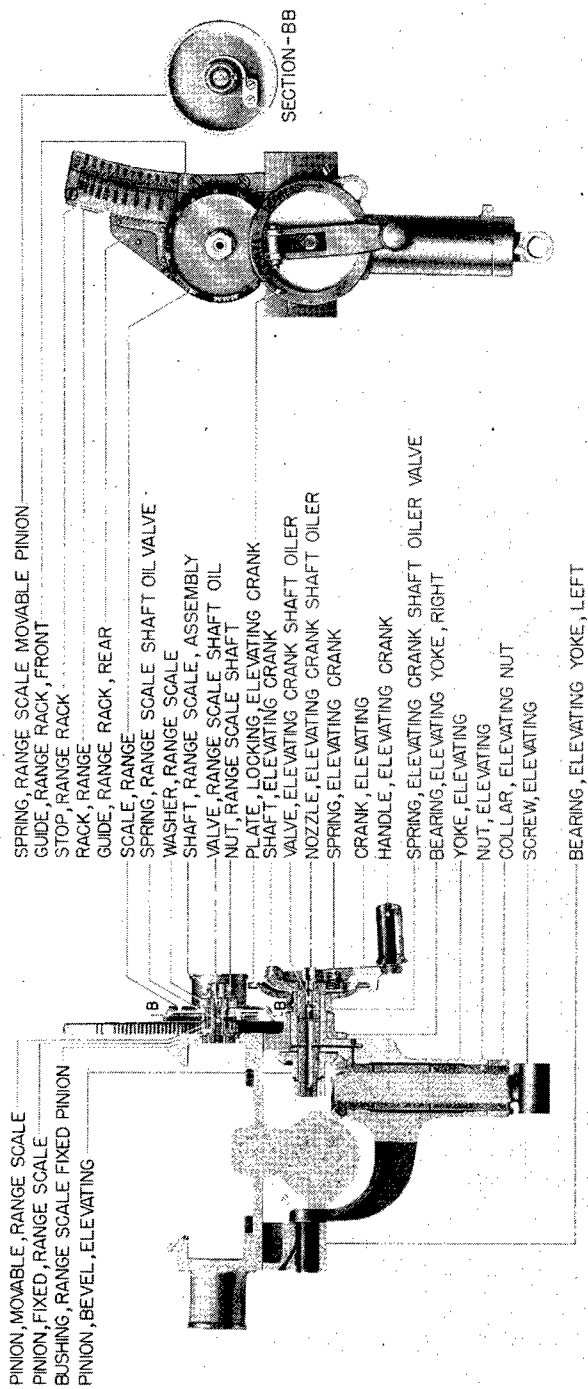 PINION, MOVABLE, RANGE SCALE
PINION, FIXED, RANGE SCALE
BUSHING, RANGE SCALE FIXED PINION
PINION, BEVEL, ELEVATING
SPRING, RANGE SCALE MOVABLE PINION
GUIDE, RANGE RACK, FRONT
STOP, RANGE RACK
RACK, RANGE
GUIDE, RANGE RACK, REAR
SCALE, RANGE
SPRING, RANGE SCALE SHAFT OIL VALVE
WASHER, RANGE SCALE
SHAFT, RANGE SCALE, ASSEMBLY
VALVE, RANGE SCALE SHAFT OIL
NUT, RANGE SCALE SHAFT
PLATE, LOCKING, ELEVATING CRANK
SHAFT, ELEVATING CRANK
VALVE, ELEVATING CRANK SHAFT OILER
NOZZLE, ELEVATING CRANK SHAFT OILER
SPRING, ELEVATING CRANK
CRANK, ELEVATING
HANDLE, ELEVATING CRANK
SPRING, ELEVATING CRANK SHAFT OILER VALVE
BEARING, ELEVATING YOKE, RIGHT
YOKE, ELEVATING
NUT, ELEVATING
COLLAR, ELEVATING NUT
SCREW, ELEVATING
BEARING, ELEVATING YOKE, LEFT
B
B
SECTION-BB